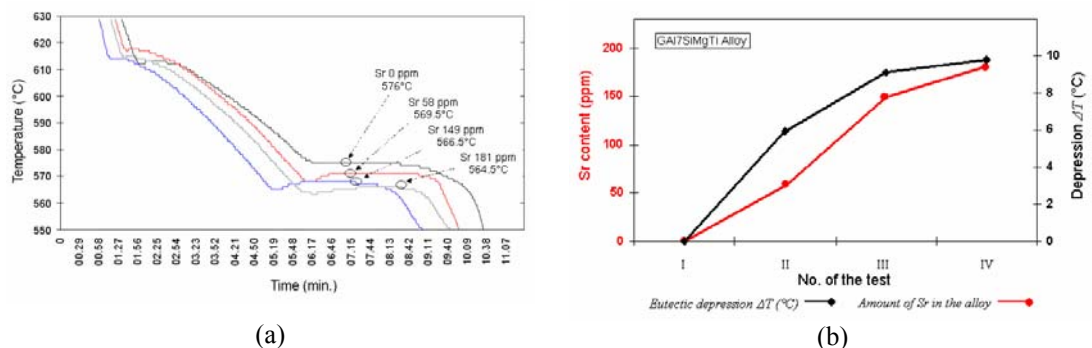 630
620
610
600
590
580
570
560
550
Temperature (°C)
Sr 0 ppm
576°C
Sr 58 ppm
569.5°C
Sr 149 ppm
566.5°C
Sr 181 ppm
564.5°C
0
00.29
00.58
01.27
01.56
02.25
02.54
03.23
03.52
04.21
04.50
05.19
05.48
06.17
06.46
07.15
07.44
08.13
08.42
09.11
09.40
10.09
10.38
11.07
Time (min.)
(a)
GAl7SiMgTi Alloy
200
150
100
50
0
Sr content (ppm)
10
8
6
4
2
0
Depression ΔT (°C)
I
II
III
IV
No. of the test
Eutectic depression ΔT (°C)
Amount of Sr in the alloy
(b)